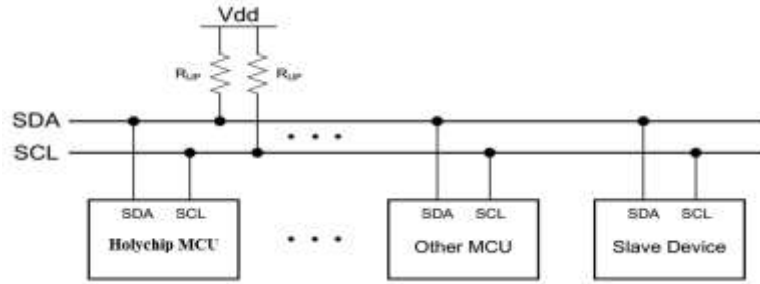 Vdd
RUP RUP
SDA
SCL
SDA SCL SDA SCL SDA SCL
Holychip MCU Other MCU Slave Device